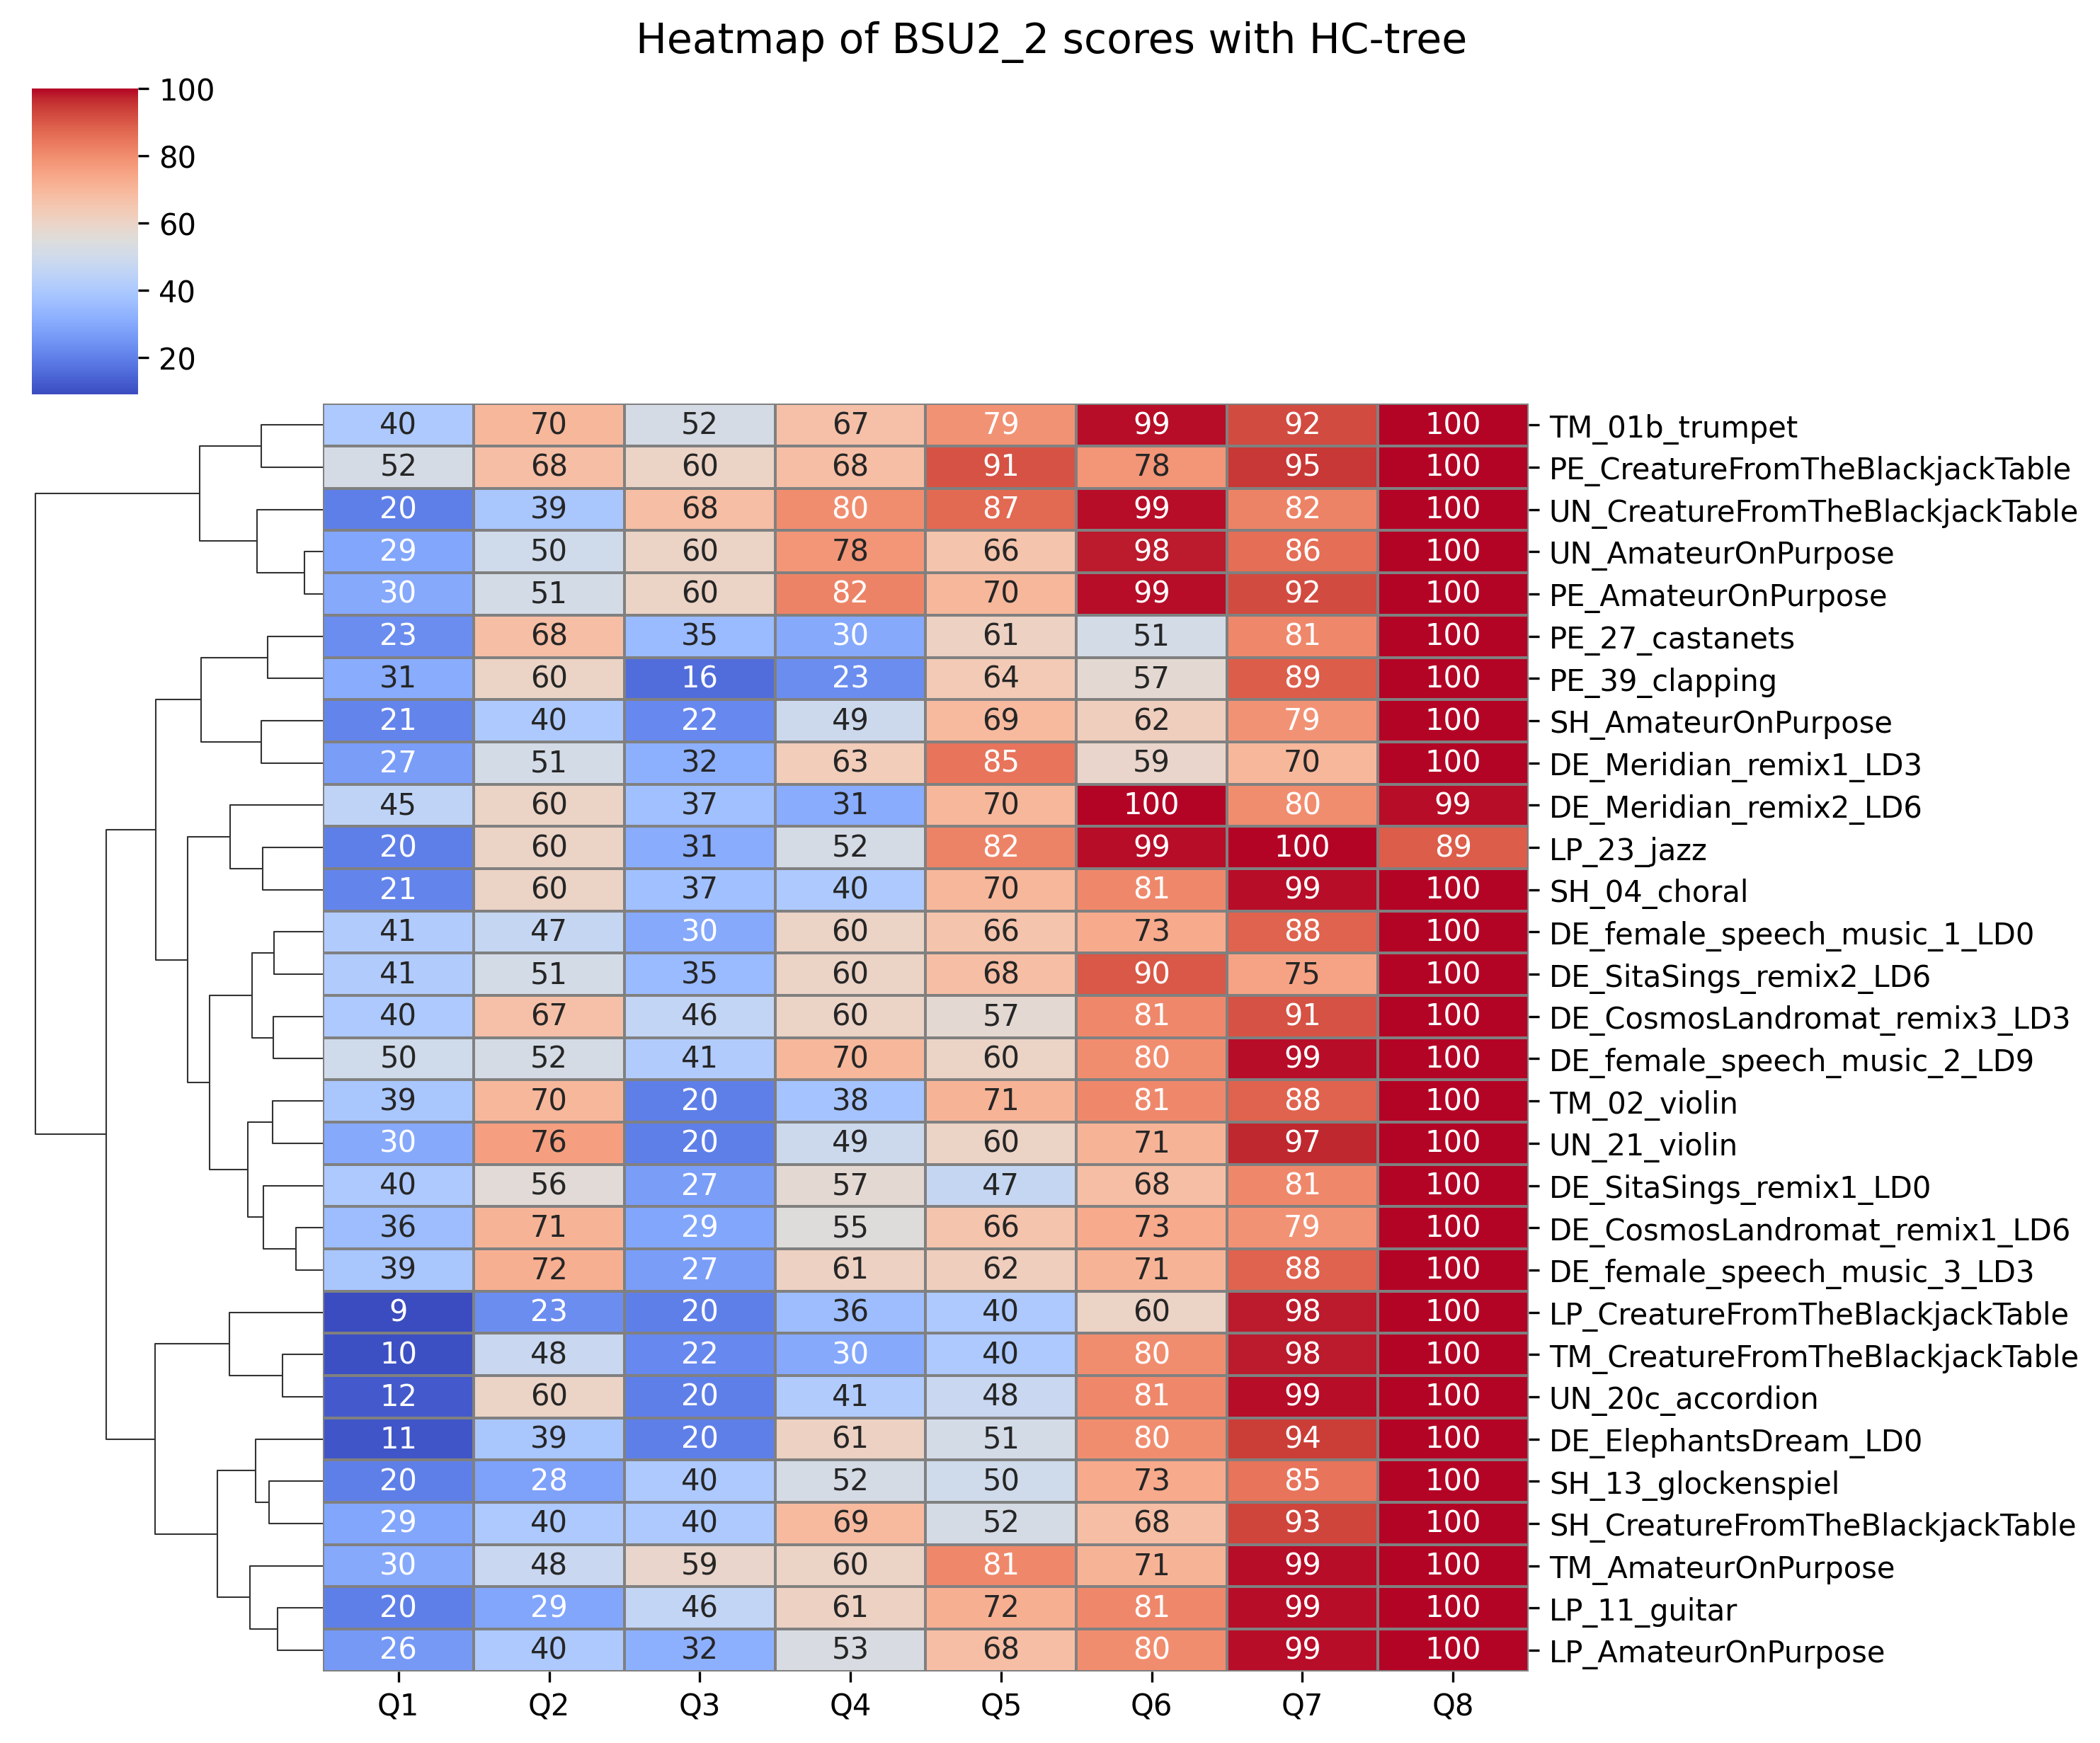 Heatmap of BSU2_2 scores with HC-tree
100
80
60
40
20
40 70 52 67 79 99 92 100 TM_01b_trumpet
52 68 60 68 91 78 95 100 PE_CreatureFromTheBlackjackTable
20 39 68 80 87 99 82 100 UN_CreatureFromTheBlackjackTable
29 50 60 78 66 98 86 100 UN_AmateurOnPurpose
30 51 60 82 70 99 92 100 PE_AmateurOnPurpose
23 68 35 30 61 51 81 100 PE_27_castanets
31 60 16 23 64 57 89 100 PE_39_clapping
21 40 22 49 69 62 79 100 SH_AmateurOnPurpose
27 51 32 63 85 59 70 100 DE_Meridian_remix1_LD3
45 60 37 31 70 100 80 99 DE_Meridian_remix2_LD6
20 60 31 52 82 99 100 89 LP_23_jazz
21 60 37 40 70 81 99 100 SH_04_choral
41 47 30 60 66 73 88 100 DE_female_speech_music_1_LD0
41 51 35 60 68 90 75 100 DE_SitaSings_remix2_LD6
40 67 46 60 57 81 91 100 DE_CosmosLandromat_remix3_LD3
50 52 41 70 60 80 99 100 DE_female_speech_music_2_LD9
39 70 20 38 71 81 88 100 TM_02_violin
30 76 20 49 60 71 97 100 UN_21_violin
40 56 27 57 47 68 81 100 DE_SitaSings_remix1_LD0
36 71 29 55 66 73 79 100 DE_CosmosLandromat_remix1_LD6
39 72 27 61 62 71 88 100 DE_female_speech_music_3_LD3
9 23 20 36 40 60 98 100 LP_CreatureFromTheBlackjackTable
10 48 22 30 40 80 98 100 TM_CreatureFromTheBlackjackTable
12 60 20 41 48 81 99 100 UN_20c_accordion
11 39 20 61 51 80 94 100 DE_ElephantsDream_LD0
20 28 40 52 50 73 85 100 SH_13_glockenspiel
29 40 40 69 52 68 93 100 SH_CreatureFromTheBlackjackTable
30 48 59 60 81 71 99 100 TM_AmateurOnPurpose
20 29 46 61 72 81 99 100 LP_11_guitar
26 40 32 53 68 80 99 100 LP_AmateurOnPurpose
Q1 Q2 Q3 Q4 Q5 Q6 Q7 Q8